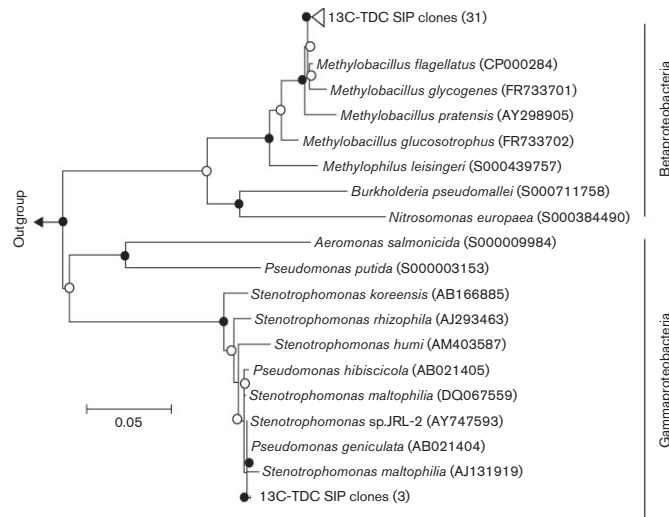 13C-TDC SIP clones (31)
Methylobacillus flagellatus (CP000284)
Methylobacillus glycogenes (FR733701)
Methylobacillus pratensis (AY298905)
Methylobacillus glucosotrophus (FR733702)
Methylophilus leisingeri (S000439757)
Burkholderia pseudomallei (S000711758)
Nitrosomonas europaea (S000384490)
Betaproteobacteria
Outgroup
Aeromonas salmonicida (S000009984)
Pseudomonas putida (S000003153)
Stenotrophomonas koreensis (AB166885)
Stenotrophomonas rhizophila (AJ293463)
Stenotrophomonas humi (AM403587)
Pseudomonas hibiscicola (AB021405)
Stenotrophomonas maltophilia (DQ067559)
Stenotrophomonas sp.JRL-2 (AY747593)
Pseudomonas geniculata (AB021404)
Stenotrophomonas maltophilia (AJ131919)
13C-TDC SIP clones (3)
Gammaproteobacteria
0.05